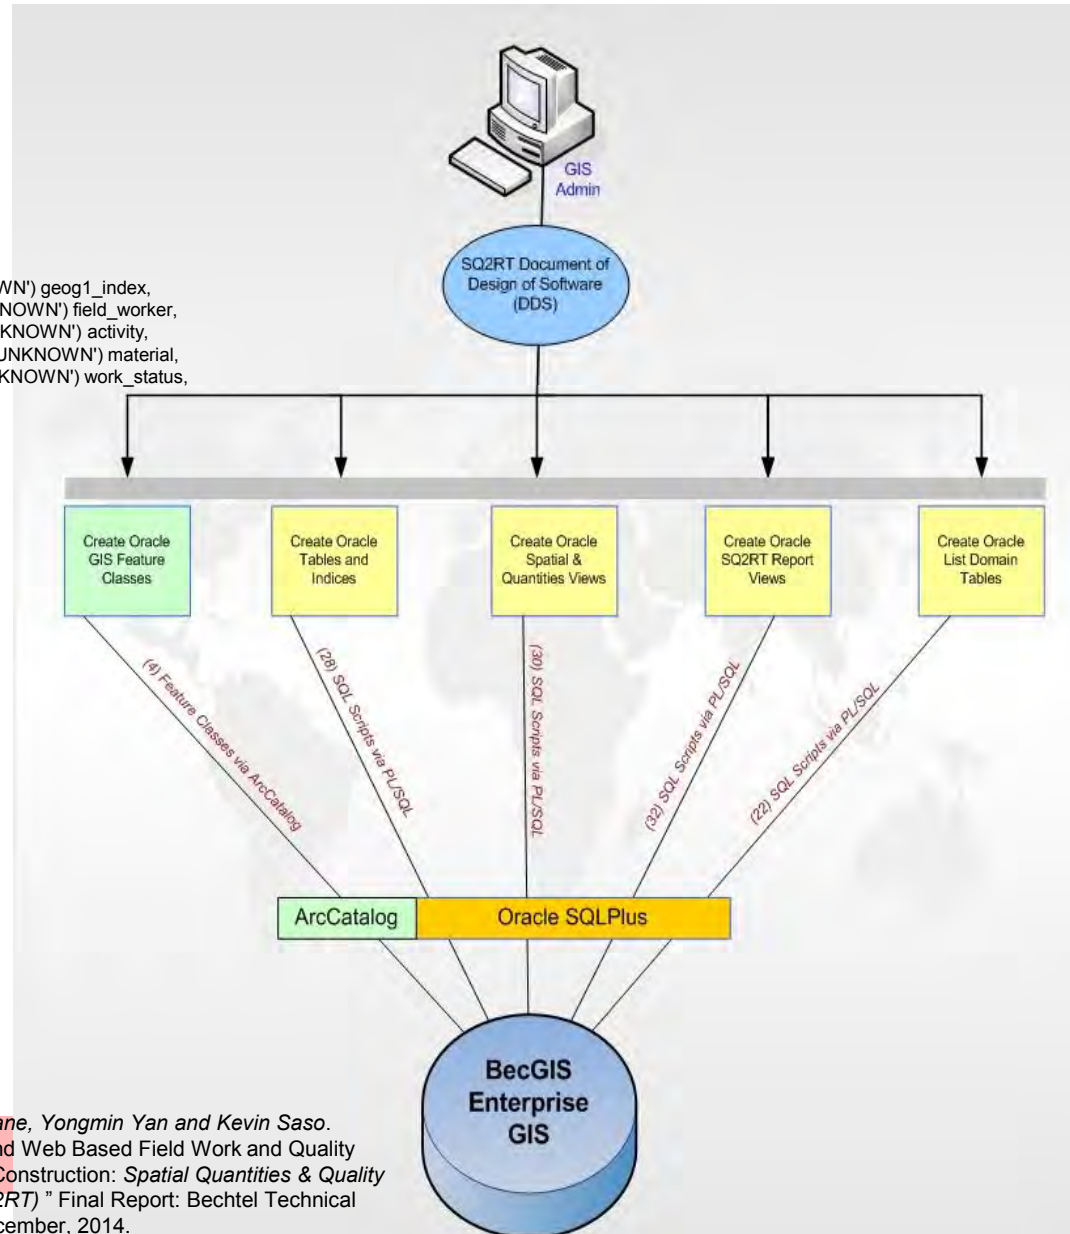 GIS
Admin
SQ2RT Document of
Design of Software
(DDS)
WN') geog1_index,
NOWN') field_worker,
KNOWN') activity,
UNKNOWN') material,
KNOWN') work_status,
Create Oracle
GIS Feature
Classes
Create Oracle
Tables and
Indices
Create Oracle
Spatial &
Quantities Views
Create Oracle
SQ2RT Report
Views
Create Oracle
List Domain
Tables
(4) Feature Classes via ArcCatalog
(28) SQL Scripts via PL/SQL
(30) SQL Scripts via PL/SQL
(32) SQL Scripts via PL/SQL
(22) SQL Scripts via PL/SQL
ArcCatalog
Oracle SQLPlus
BecGIS
Enterprise
GIS
ane, Yongmin Yan and Kevin Saso.
nd Web Based Field Work and Quality
Construction: Spatial Quantities & Quality
2RT) ” Final Report: Bechtel Technical
cember, 2014.